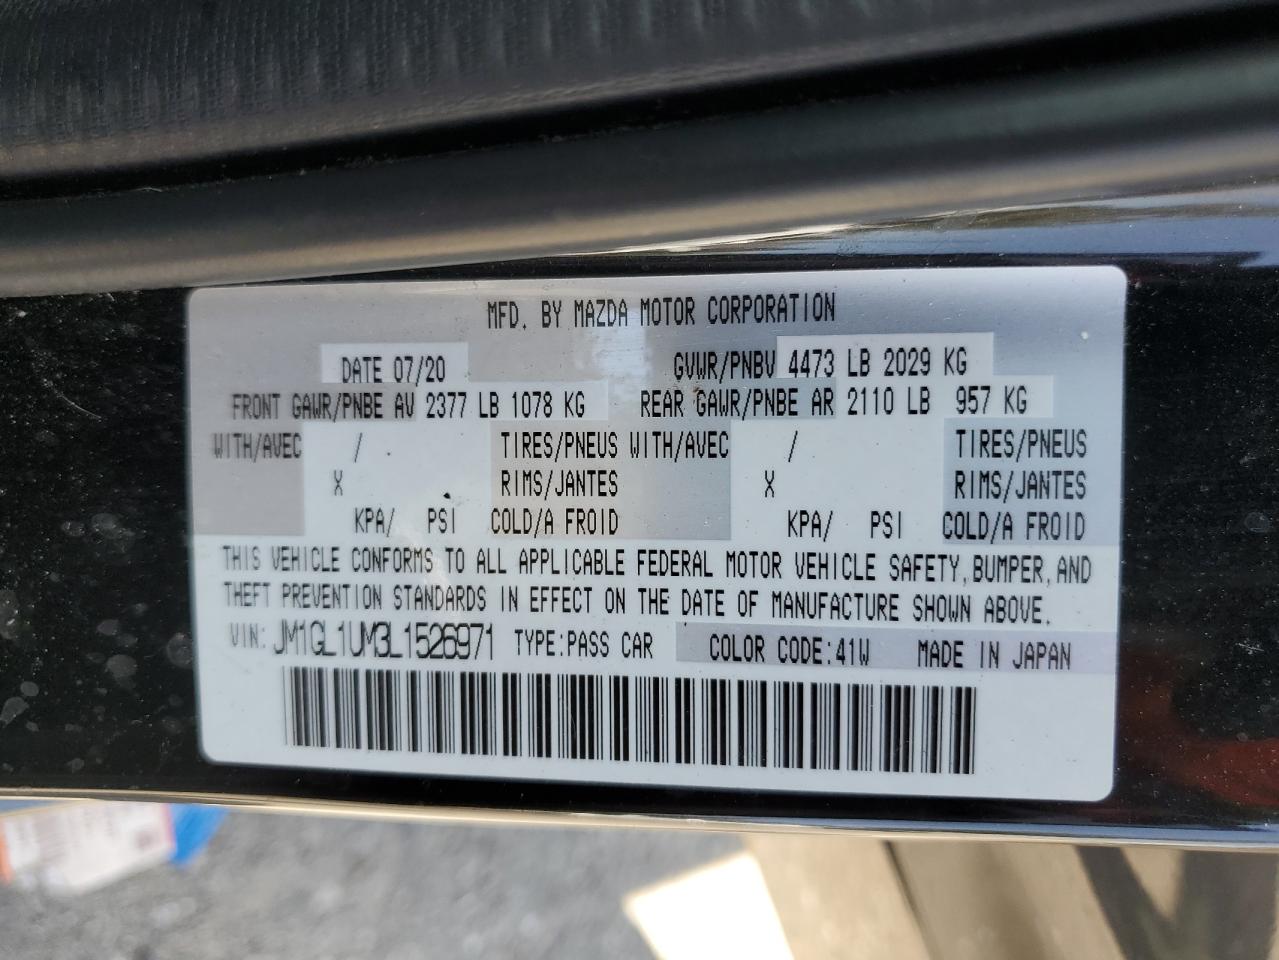 MFD. BY MAZDA MOTOR CORPORATION
DATE 07/20 GVWR/PNBV 4473 LB 2029 KG
FRONT GAWR/PNBE AV 2377 LB 1078 KG REAR GAWR/PNBE AR 2110 LB 957 KG
WITH/AVEC / TIRES/PNEUS WITH/AVEC / TIRES/PNEUS
X RIMS/JANTES X RIMS/JANTES
KPA/ PSI COLD/A FROID KPA/ PSI COLD/A FROID
THIS VEHICLE CONFORMS TO ALL APPLICABLE FEDERAL MOTOR VEHICLE SAFETY, BUMPER, AND
THEFT PREVENTION STANDARDS IN EFFECT ON THE DATE OF MANUFACTURE SHOWN ABOVE.
VIN: JM1GL1UM3L1526971 TYPE:PASS CAR COLOR CODE:41W MADE IN JAPAN